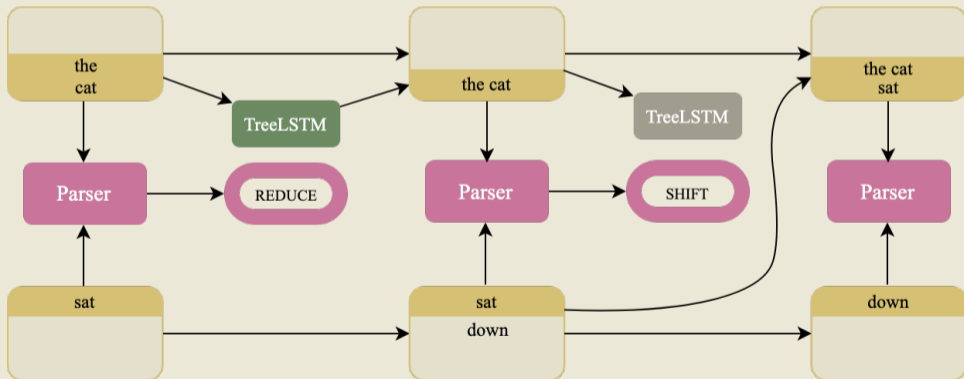 the
cat
the cat
the cat
sat
TreeLSTM
TreeLSTM
Parser
REDUCE
Parser
SHIFT
Parser
sat
sat
down
down